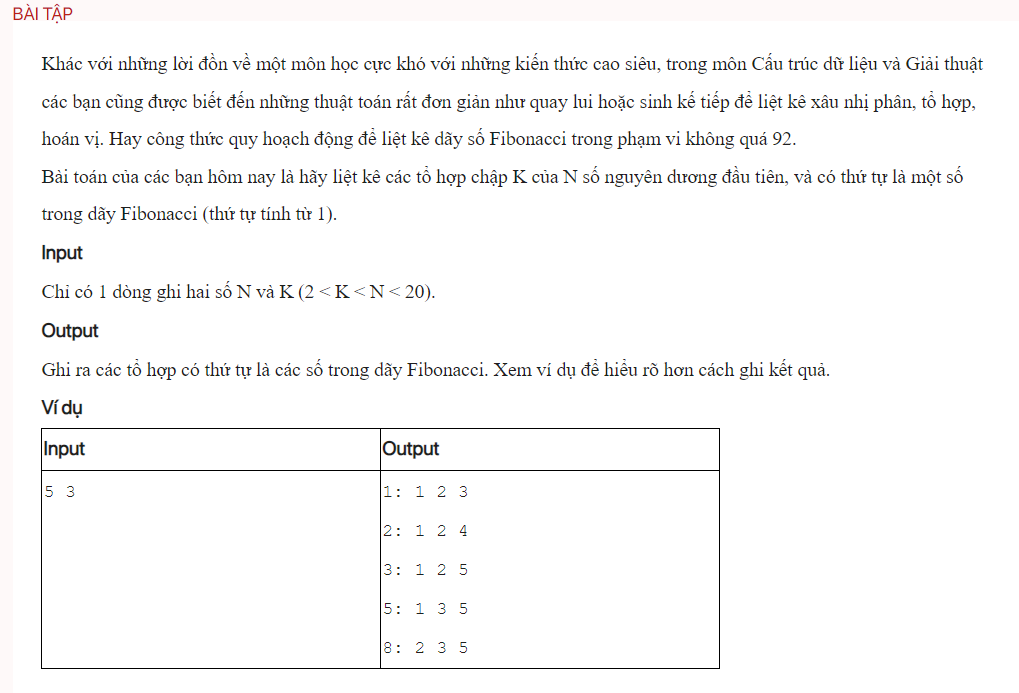 BÀI TẬP
Khác với những lời đồn về một môn học cực khó với những kiến thức cao siêu, trong môn Cấu trúc dữ liệu và Giải thuật
các bạn cũng được biết đến những thuật toán rất đơn giản như quay lui hoặc sinh kế tiếp để liệt kê xâu nhị phân, tổ hợp,
hoán vị. Hay công thức quy hoạch động để liệt kê dãy số Fibonacci trong phạm vi không quá 92.
Bài toán của các bạn hôm nay là hãy liệt kê các tổ hợp chập K của N số nguyên dương đầu tiên, và có thứ tự là một số
trong dãy Fibonacci (thứ tự tính từ 1).
Input
Chỉ có 1 dòng ghi hai số N và K (2 < K < N < 20).
Output
Ghi ra các tổ hợp có thứ tự là các số trong dãy Fibonacci. Xem ví dụ để hiểu rõ hơn cách ghi kết quả.
Ví dụ
Input Output
5 3 1: 1 2 3
2: 1 2 4
3: 1 2 5
5: 1 3 5
8: 2 3 5